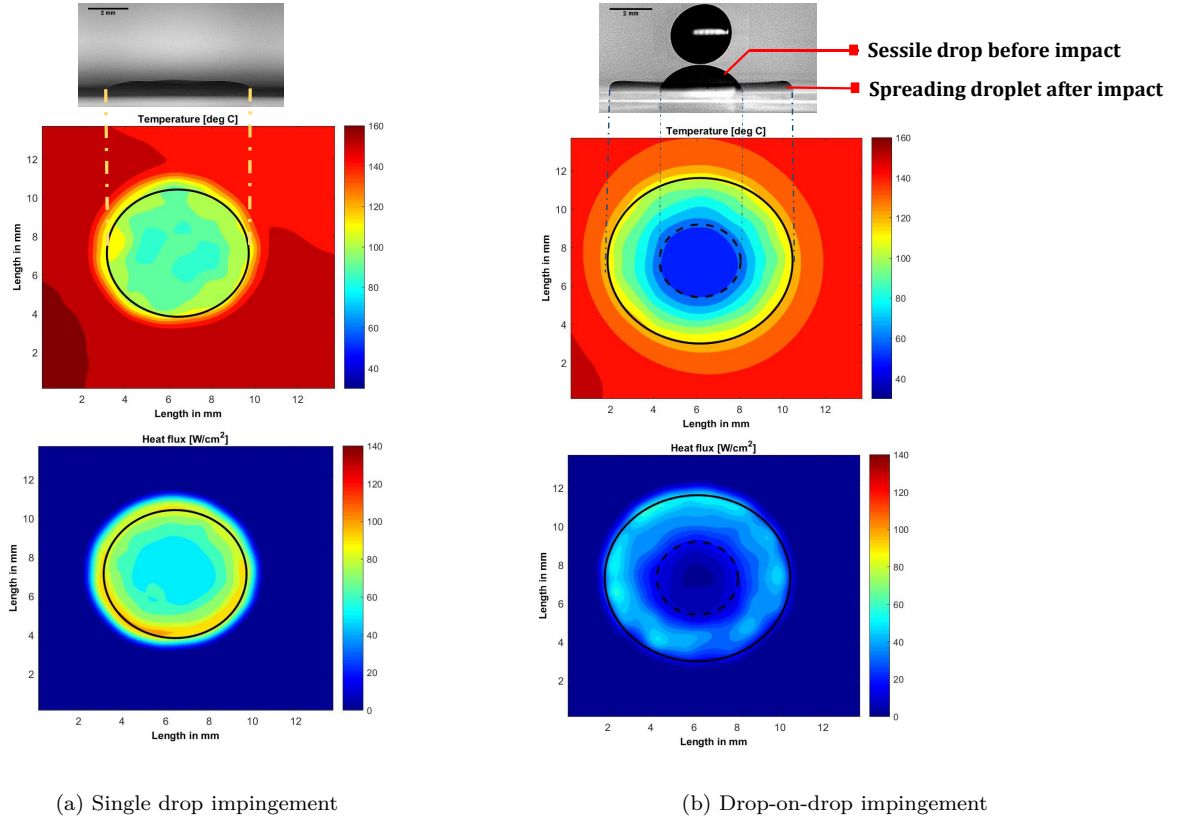 2 mm
2 mm
Sessile drop before impact
Spreading droplet after impact
Temperature [deg C]
Length in mm
12
10
8
6
4
2
2 4 6 8 10 12
Length in mm
160
140
120
100
80
60
40
Temperature [deg C]
Length in mm
12
10
8
6
4
2
2 4 6 8 10 12
Length in mm
160
140
120
100
80
60
40
Heat flux [W/cm2]
Length in mm
12
10
8
6
4
2
2 4 6 8 10 12
Length in mm
140
120
100
80
60
40
20
0
Heat flux [W/cm2]
Length in mm
12
10
8
6
4
2
2 4 6 8 10 12
Length in mm
140
120
100
80
60
40
20
0
(a) Single drop impingement
(b) Drop-on-drop impingement